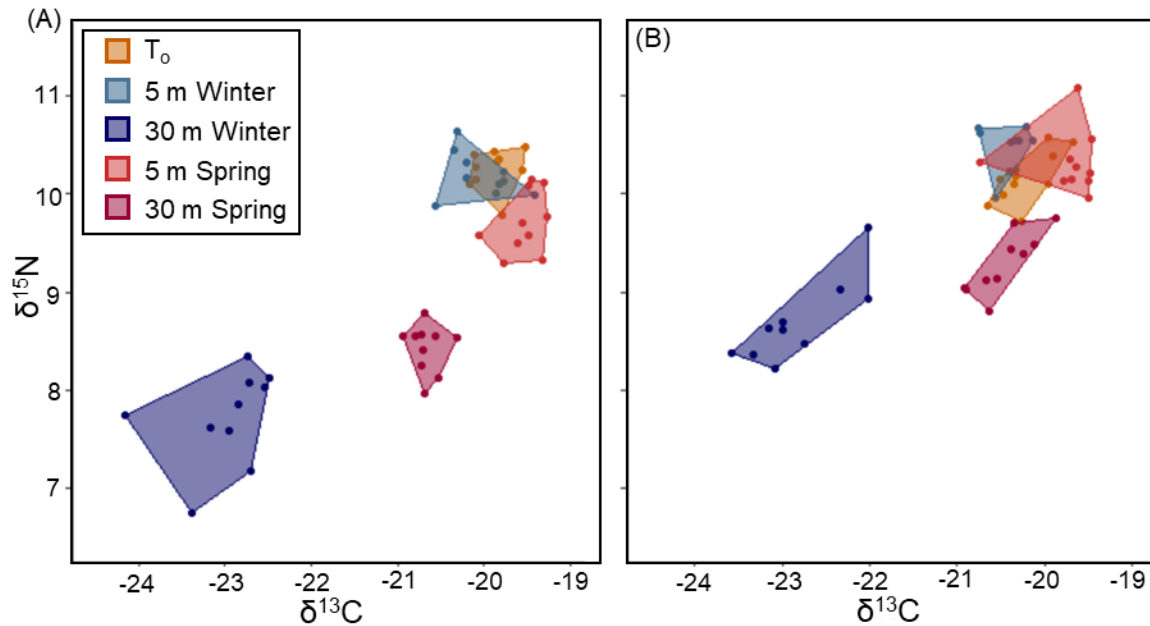 (A)
T₀
5 m Winter
30 m Winter
5 m Spring
30 m Spring
11
10
9
8
7
δ¹⁵N
-24
-23
-22
-21
-20
-19
δ¹³C
(B)
-24
-23
-22
-21
-20
-19
δ¹³C